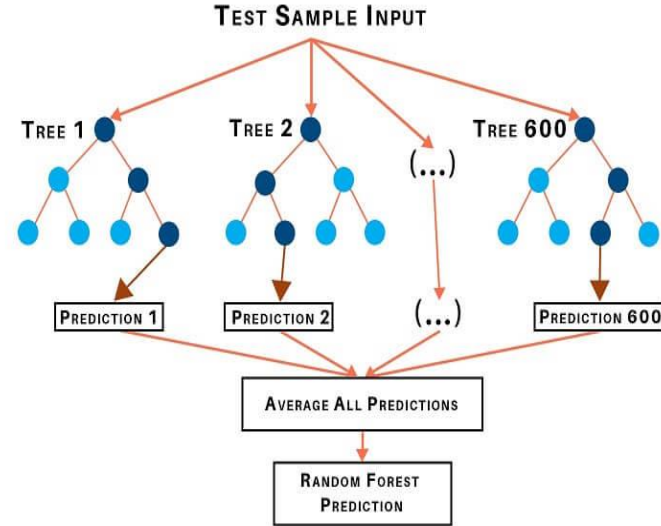 TEST SAMPLE INPUT
TREE 1
TREE 2
(...)
TREE 600
PREDICTION 1
PREDICTION 2
(...)
PREDICTION 600
AVERAGE ALL PREDICTIONS
RANDOM FOREST
PREDICTION